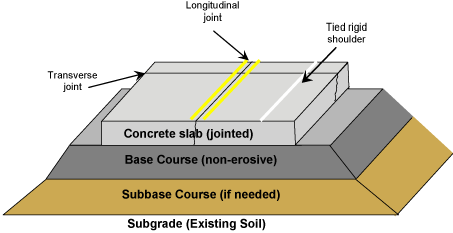 Longitudinal
joint
Tied rigid
shoulder
Transverse
joint
Concrete slab (jointed)
Base Course (non-erosive)
Subbase Course (if needed)
Subgrade (Existing Soil)